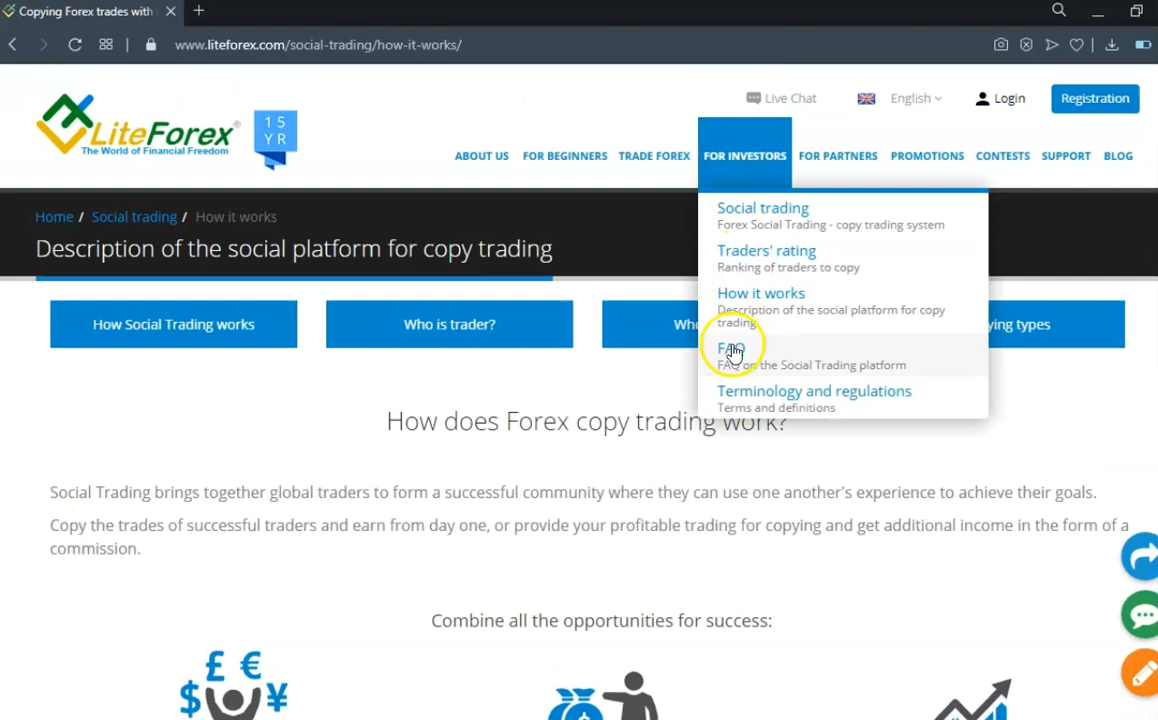 Copying Forex trades with
www.liteforex.com/social-trading/how-it-works/
Live Chat
English
Login
Registration
LiteForex®
The World of Financial Freedom
15
YR
ABOUT US
FOR BEGINNERS
TRADE FOREX
FOR INVESTORS
FOR PARTNERS
PROMOTIONS
CONTESTS
SUPPORT
BLOG
Home / Social trading / How it works
Description of the social platform for copy trading
Social trading
Forex Social Trading - copy trading system
Traders' rating
Ranking of traders to copy
How it works
Description of the social platform for copy
trading
FAQ
FAQ on the Social Trading platform
Terminology and regulations
Terms and definitions
How Social Trading works
Who is trader?
Who
ying types
How does Forex copy trading work?
Social Trading brings together global traders to form a successful community where they can use one another's experience to achieve their goals.
Copy the trades of successful traders and earn from day one, or provide your profitable trading for copying and get additional income in the form of a
commission.
Combine all the opportunities for success:
£ €
$ ¥